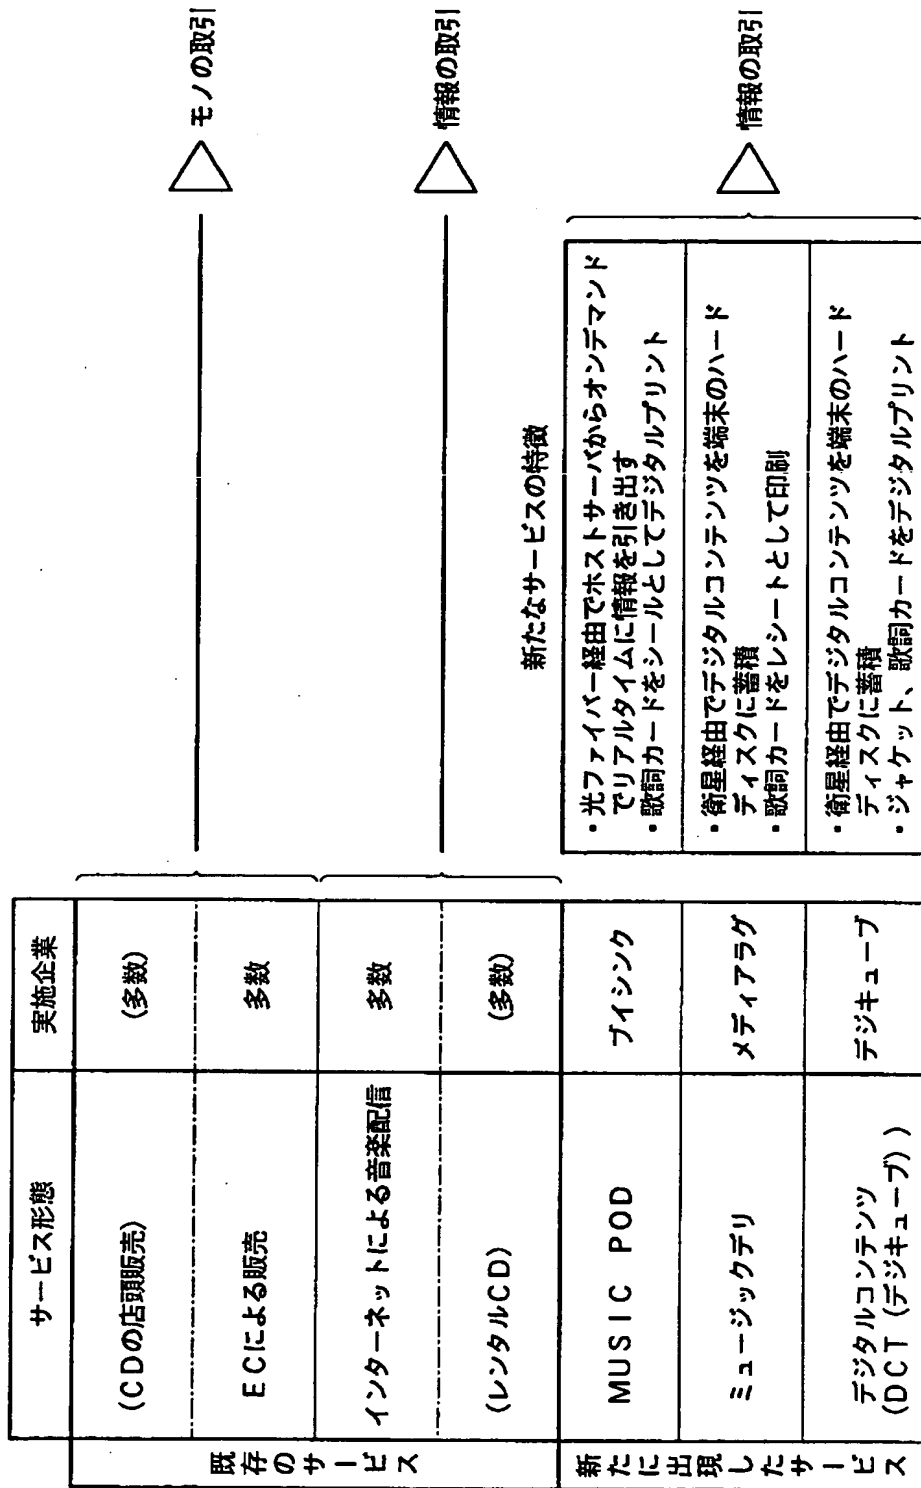 サービス形態
実施企業
既存のサービス
(CDの店頭販売)
(多数)
ECによる販売
多数
モノの取引
インターネットによる音楽配信
多数
(レンタルCD)
(多数)
情報の取引
新たなサービスの特徴
新たに出現したサービス
MUSIC POD
ブイシンク
・光ファイバー経由でホストサーバからオンデマンド
でリアルタイムに情報を引き出す
・歌詞カードをシールとしてデジタルプリント
ミュージックデリ
メディアラグ
・衛星経由でデジタルコンテンツを端末のハード
ディスクに蓄積
・歌詞カードをレシートとして印刷
デジタルコンテンツ
(DCT (デジキューブ) )
デジキューブ
・衛星経由でデジタルコンテンツを端末のハード
ディスクに蓄積
・ジャケット、歌詞カードをデジタルプリント
情報の取引